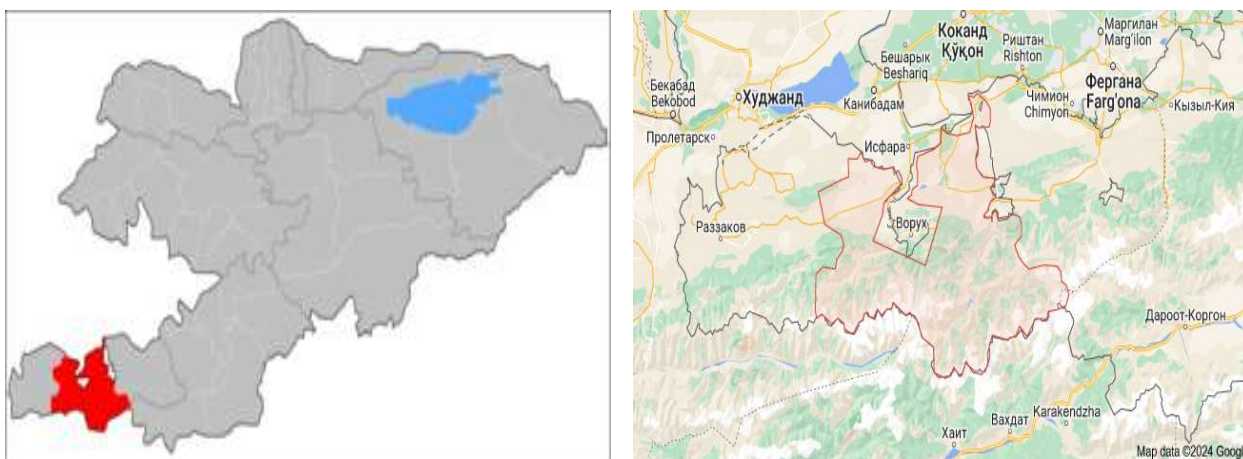 Коканд
Қўқон
Маргилан
Marg'ilon
Бешарык
Beshariq
Риштан
Rishton
Бекабад
Bekobod
Худжанд
Канибадам
Фергана
Farg'ona
Чимион
Chimyon
Кызыл-Кия
Пролетарск
Исфара
Раззаков
Ворух
Дароот-Коргон
Вахдат
Karakendzha
Хаит
Map data ©2024 Googl